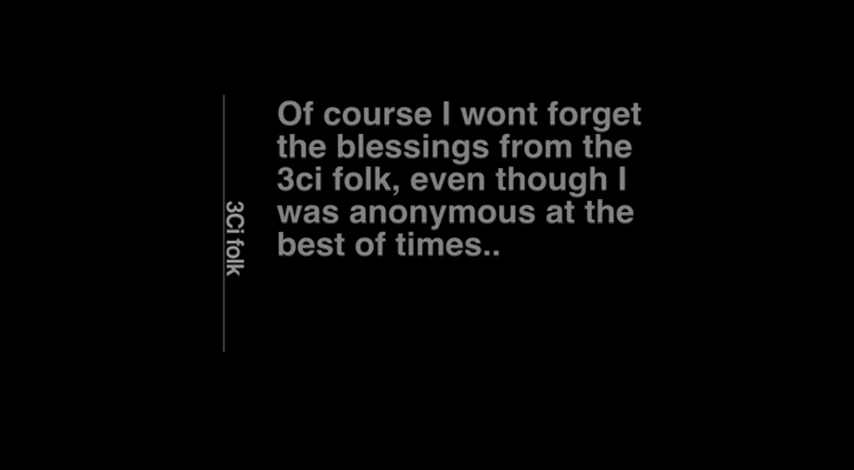 3Ci folk
Of course I wont forget
the blessings from the
3ci folk, even though I
was anonymous at the
best of times..